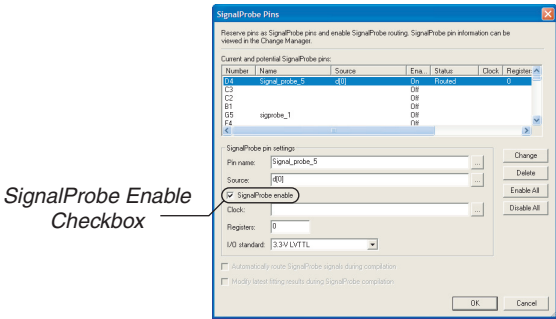 SignalProbe Pins
Reserve pins as SignalProbe pins and enable SignalProbe routing. SignalProbe pin information can be
viewed in the Change Manager.
Current and potential SignalProbe pins:
Number Name Source Ena... Status Clock Register
D4 Signal_probe_5 d[0] On Routed 0
C3 Off
C2 Off
B1 Off
G5 sigprobe_1 Off
F4 Off
SignalProbe pin settings
Pin name: Signal_probe_5 ...
Source: d[0] ...
SignalProbe enable
Clock: ...
Registers: 0
I/O standard: 3.3-V LVTTL
Change
Delete
Enable All
Disable All
SignalProbe Enable
Checkbox
Automatically route SignalProbe signals during compilation
Modify latest fitting results during SignalProbe compilation
OK Cancel